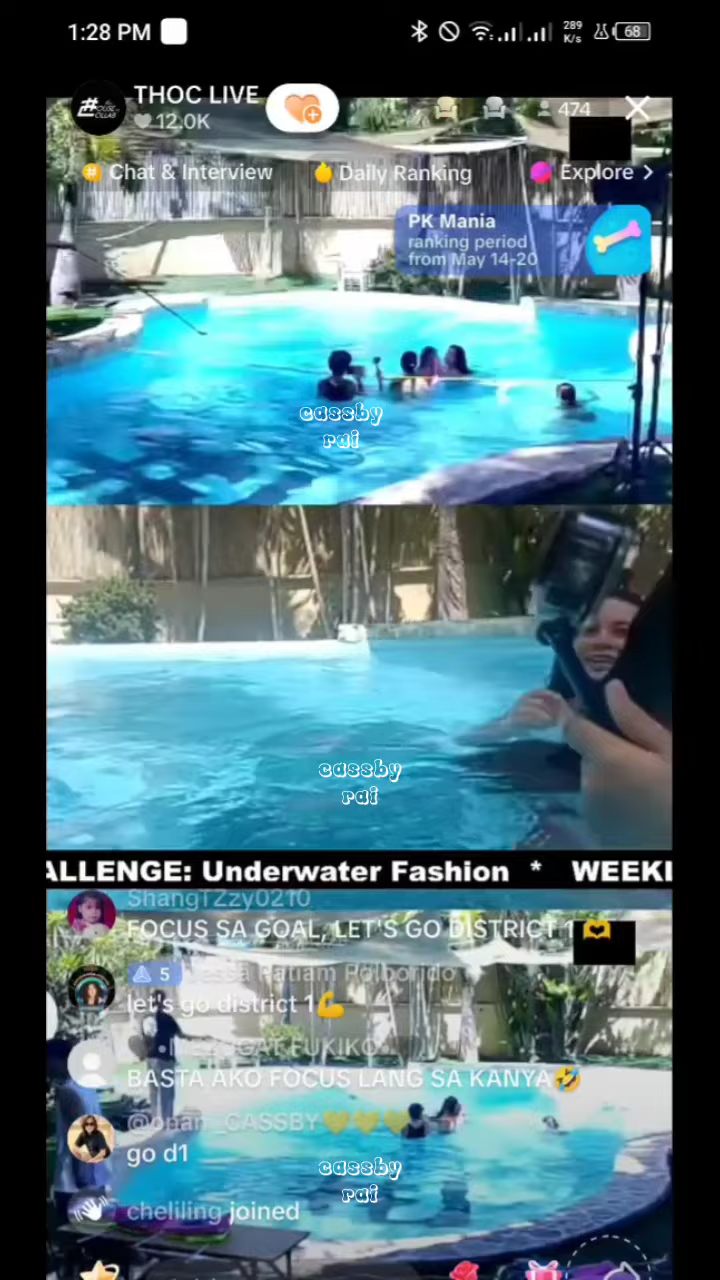 1:28 PM
289
K/s
68
THOC LIVE
12.0K
474
Chat & Interview
Daily Ranking
Explore >
PK Mania
ranking period
from May 14-20
cassby
rai
cassby
rai
ALLENGE: Underwater Fashion * WEEKL
ShangTZzy0210
FOCUS SA GOAL, LET'S GO DISTRICT 1🫶
5
let's go district 1💪
BASTA AKO FOCUS LANG SA KANYA🤣
CASSBY💛💛💛
go d1
cassby
rai
cheliling joined